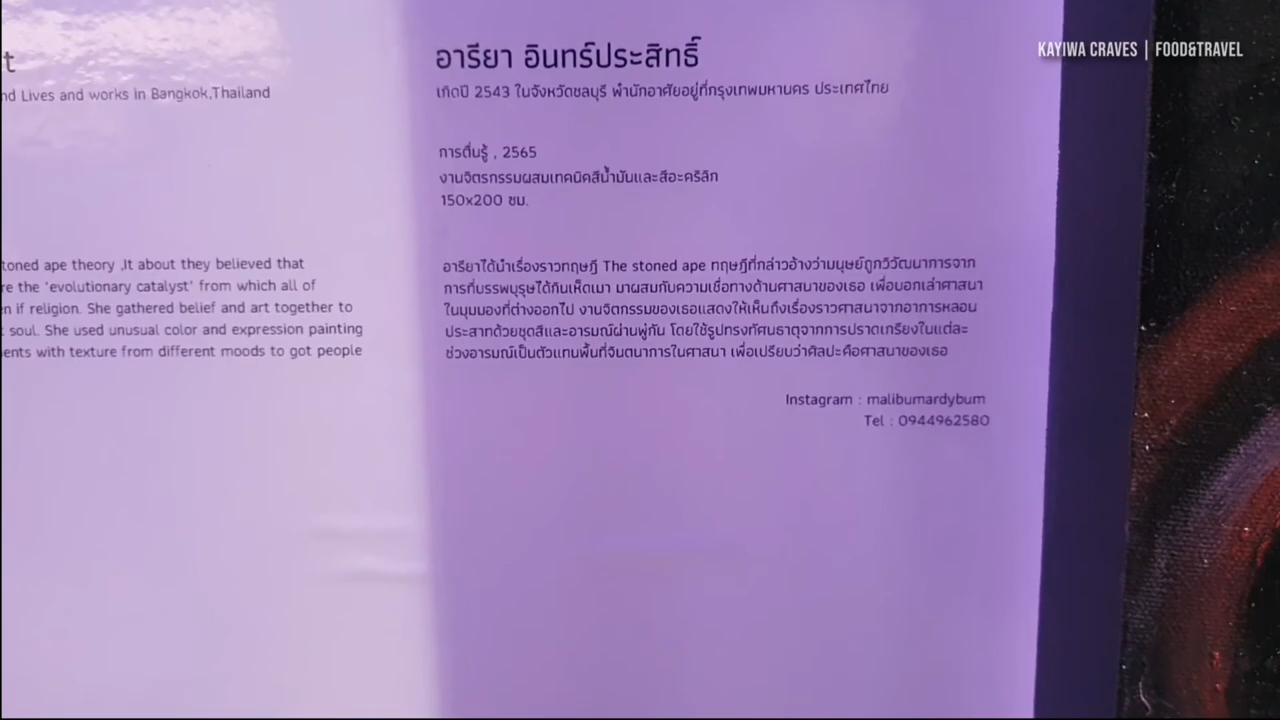 t
nd Lives and works in Bangkok,Thailand
toned ape theory ,It about they believed that
re the 'evolutionary catalyst' from which all of
n if religion. She gathered belief and art together to
soul. She used unusual color and expression painting
ents with texture from different moods to got people
อารียา อินทร์ประสิทธิ์
เกิดปี 2543 ในจังหวัดชลบุรี พำนักอาศัยอยู่ที่กรุงเทพมหานคร ประเทศไทย
การตื่นรู้ , 2565
งานจิตรกรรมผสมเทคนิคสีน้ำมันและสีอะคริลิก
150x200 ซม.
อารียาได้นำเรื่องราวทฤษฎี The stoned ape ทฤษฎีที่กล่าวอ้างว่ามนุษย์ถูกวิวัฒนาการจาก
การที่บรรพบุรุษได้กินเห็ดเมา มาผสมกับความเชื่อทางด้านศาสนาของเธอ เพื่อบอกเล่าศาสนา
ในมุมมองที่ต่างออกไป งานจิตกรรมของเธอแสดงให้เห็นถึงเรื่องราวศาสนาจากอาการหลอน
ประสาทด้วยชุดสีและอารมณ์ผ่านพู่กัน โดยใช้รูปทรงทัศนธาตุจากการปราดเกรียงในแต่ละ
ช่วงอารมณ์เป็นตัวแทนพื้นที่จินตนาการในศาสนา เพื่อเปรียบว่าศิลปะคือศาสนาของเธอ
Instagram : malibumardybum
Tel : 0944962580
KAYIWA CRAVES | FOOD&TRAVEL